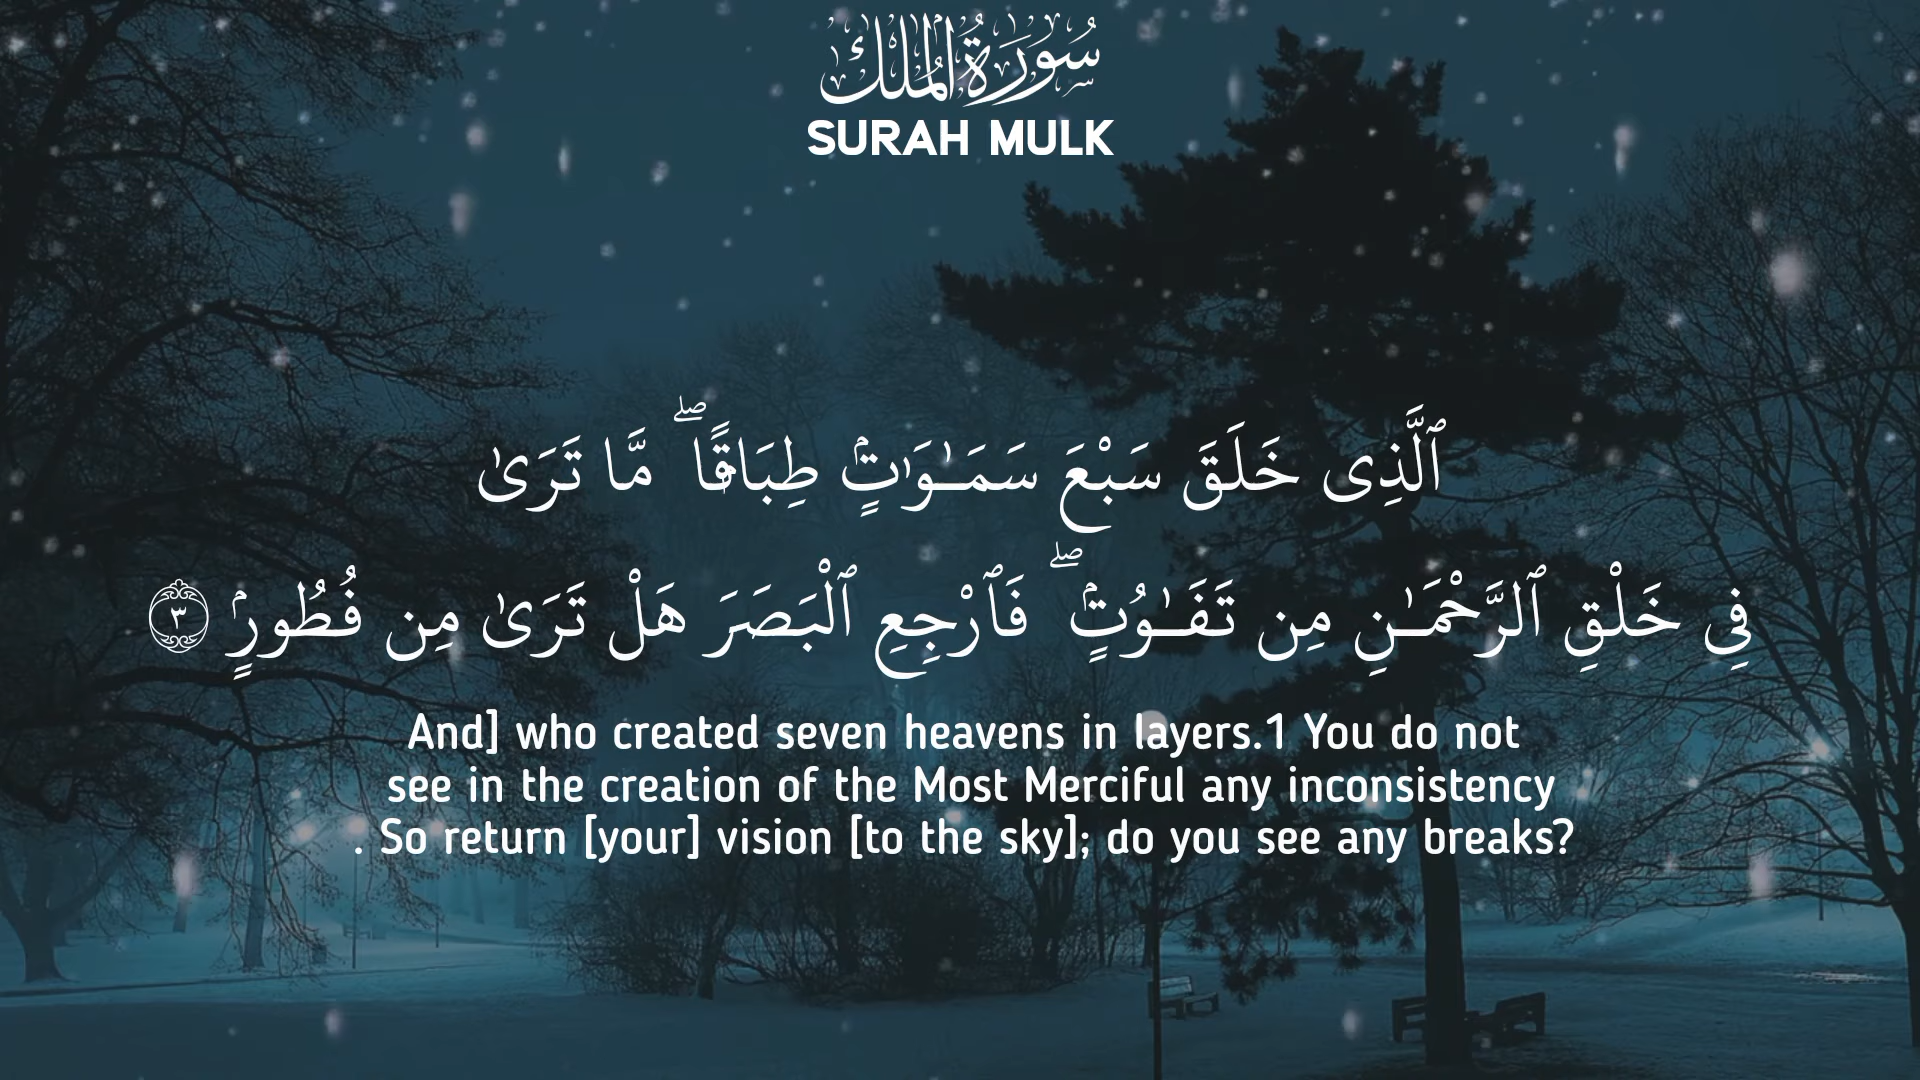 سُورَةُ المُلك
SURAH MULK
ٱلَّذِى خَلَقَ سَبْعَ سَمَـٰوَٰتٍۢ طِبَاقًۭا ۖ مَّا تَرَىٰ
فِى خَلْقِ ٱلرَّحْمَـٰنِ مِن تَفَـٰوُتٍۢ ۖ فَٱرْجِعِ ٱلْبَصَرَ هَلْ تَرَىٰ مِن فُطُورٍۢ ٣
And] who created seven heavens in layers.1 You do not
see in the creation of the Most Merciful any inconsistency
. So return [your] vision [to the sky]; do you see any breaks?